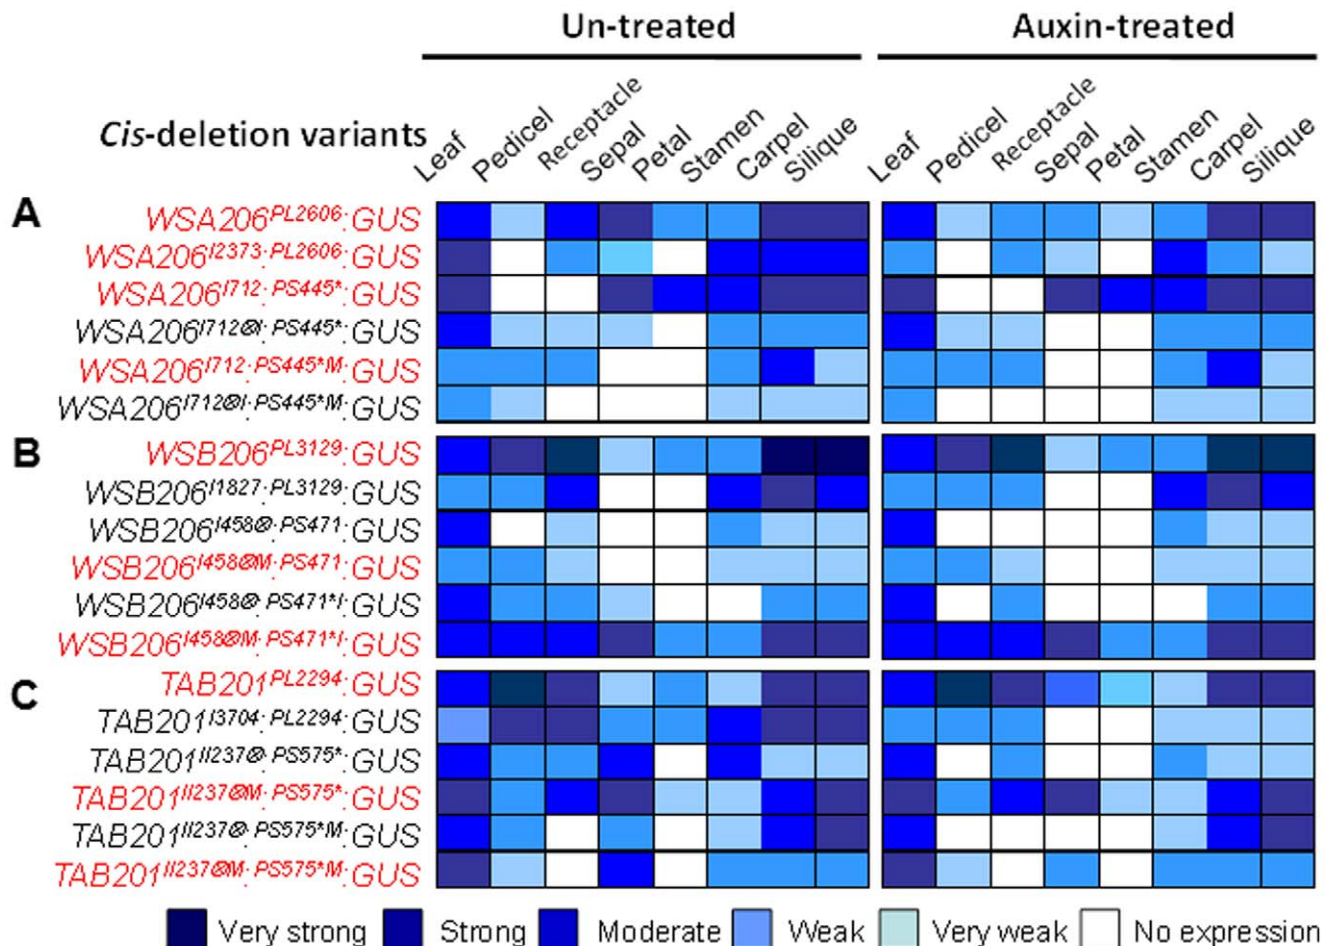 Un-treated Auxin-treated
Cis-deletion variants Leaf Pedicel Receptacle Sepal Petal Stamen Carpel Silique Leaf Pedicel Receptacle Sepal Petal Stamen Carpel Silique
A WSA206PL2606:GUS
WSA206I2373:PL2606:GUS
WSA206I712:PS445*:GUS
WSA206I712⊗I:PS445*:GUS
WSA206I712:PS445*M:GUS
WSA206I712⊗I:PS445*M:GUS
B WSB206PL3129:GUS
WSB206I1827:PL3129:GUS
WSB206I458⊗:PS471:GUS
WSB206I458⊗M:PS471:GUS
WSB206I458⊗:PS471*I:GUS
WSB206I458⊗M:PS471*I:GUS
C TAB201PL2294:GUS
TAB201I3704:PL2294:GUS
TAB201II237⊗:PS575*:GUS
TAB201II237⊗M:PS575*:GUS
TAB201II237⊗:PS575*M:GUS
TAB201II237⊗M:PS575*M:GUS
Very strong Strong Moderate Weak Very weak No expression